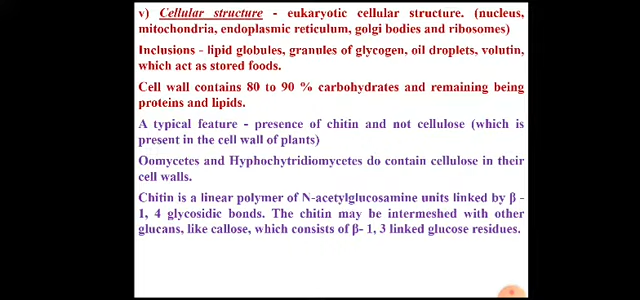 v) Cellular structure - eukaryotic cellular structure. (nucleus,
mitochondria, endoplasmic reticulum, golgi bodies and ribosomes)
Inclusions - lipid globules, granules of glycogen, oil droplets, volutin,
which act as stored foods.
Cell wall contains 80 to 90 % carbohydrates and remaining being
proteins and lipids.
A typical feature - presence of chitin and not cellulose (which is
present in the cell wall of plants)
Oomycetes and Hyphochytridiomycetes do contain cellulose in their
cell walls.
Chitin is a linear polymer of N-acetylglucosamine units linked by β -
1, 4 glycosidic bonds. The chitin may be intermeshed with other
glucans, like callose, which consists of β- 1, 3 linked glucose residues.